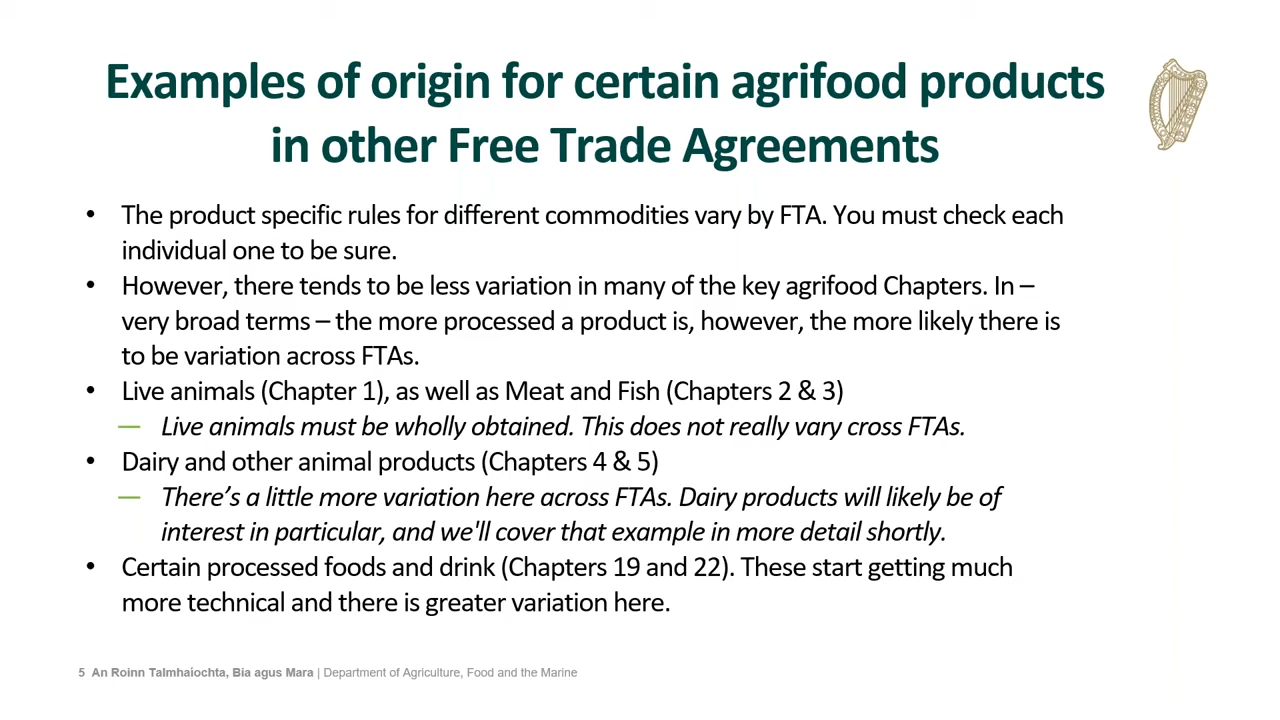 Examples of origin for certain agrifood products
in other Free Trade Agreements
• The product specific rules for different commodities vary by FTA. You must check each
individual one to be sure.
• However, there tends to be less variation in many of the key agrifood Chapters. In –
very broad terms – the more processed a product is, however, the more likely there is
to be variation across FTAs.
• Live animals (Chapter 1), as well as Meat and Fish (Chapters 2 & 3)
— Live animals must be wholly obtained. This does not really vary cross FTAs.
• Dairy and other animal products (Chapters 4 & 5)
— There’s a little more variation here across FTAs. Dairy products will likely be of
interest in particular, and we'll cover that example in more detail shortly.
• Certain processed foods and drink (Chapters 19 and 22). These start getting much
more technical and there is greater variation here.
5 An Roinn Talmhaíochta, Bia agus Mara | Department of Agriculture, Food and the Marine